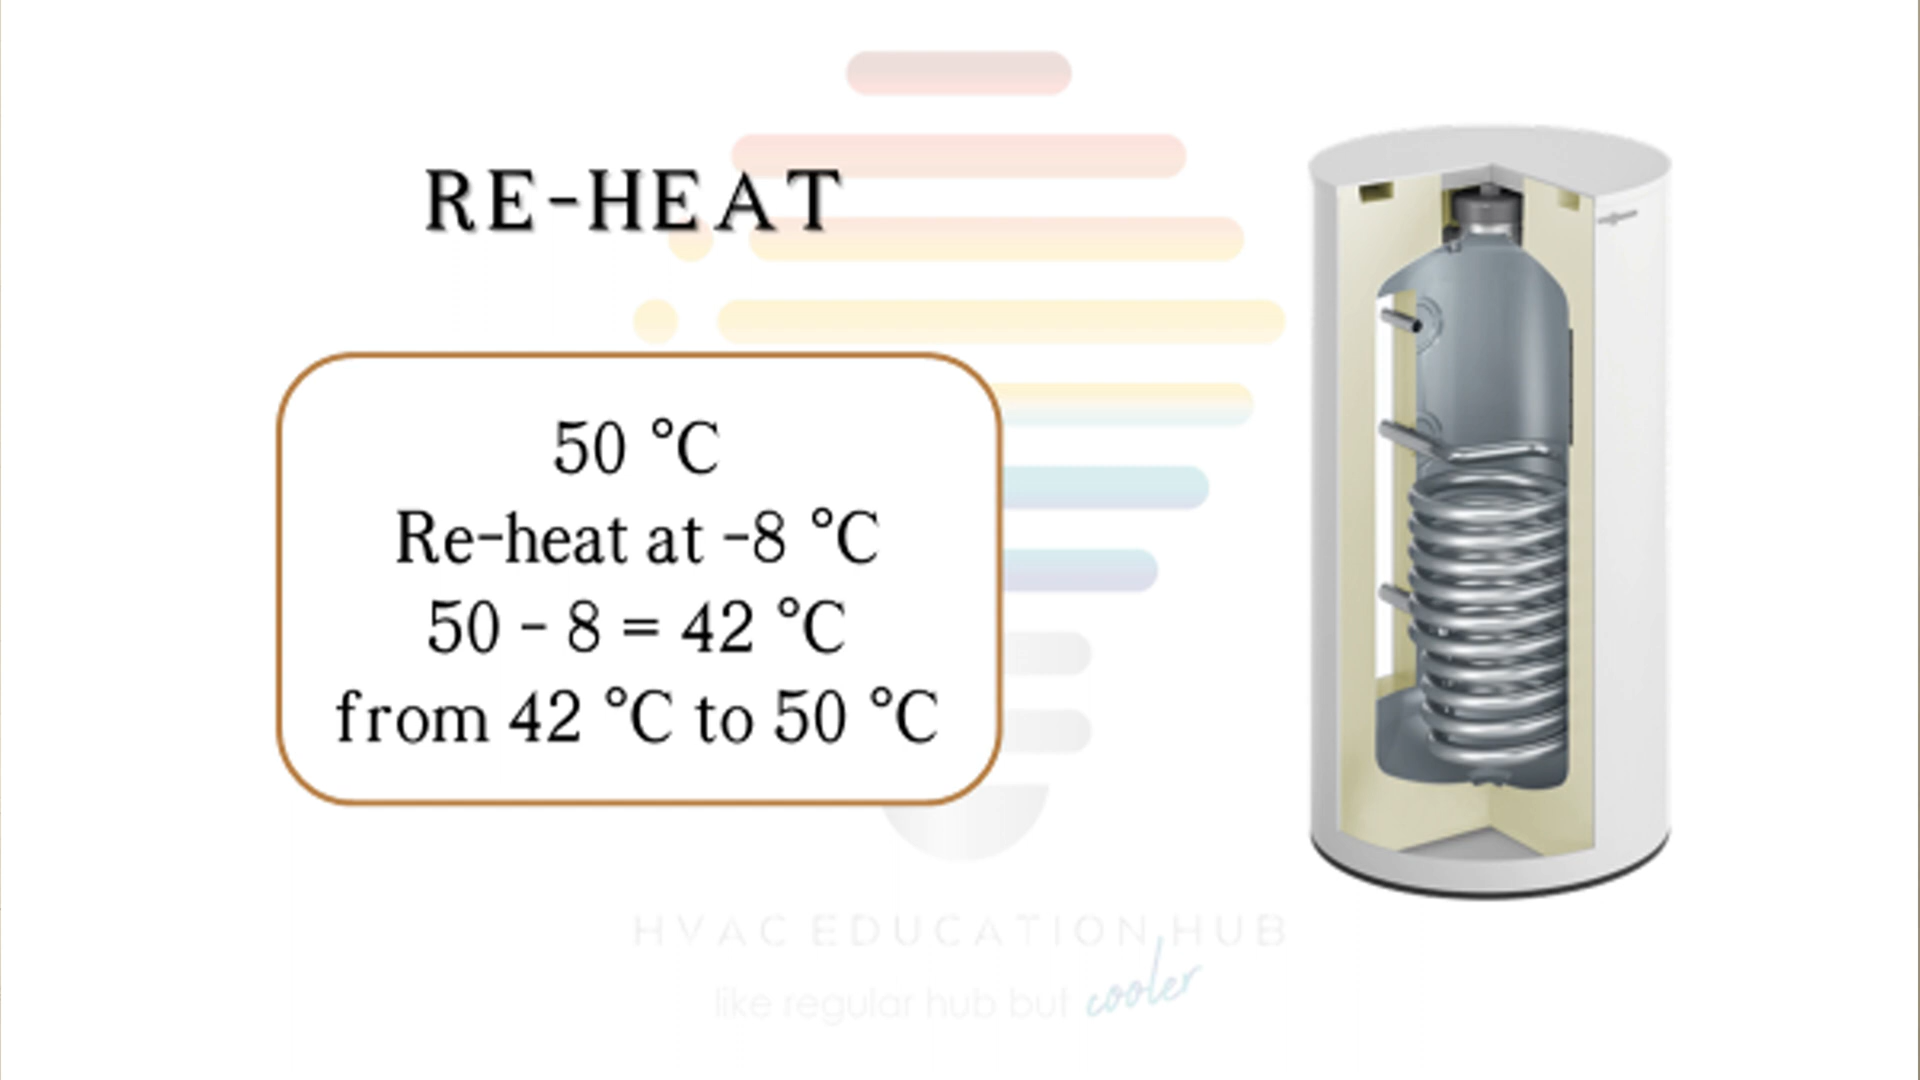 RE-HEAT
50 °C
Re-heat at -8 °C
50 - 8 = 42 °C
from 42 °C to 50 °C
HVAC EDUCATION HUB
like regular hub but cooler